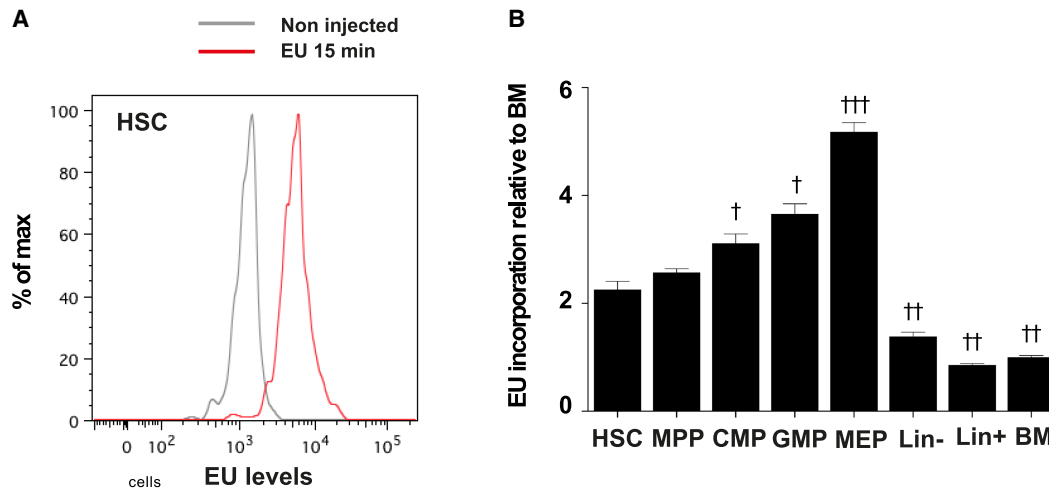 A
Non injected
EU 15 min
HSC
% of max
100
80
60
40
20
0
0 10² 10³ 10⁴ 10⁵
cells
EU levels
B
EU incorporation relative to BM
6
4
2
0
†
†
†††
††
††
††
HSC MPP CMP GMP MEP Lin- Lin+ BM